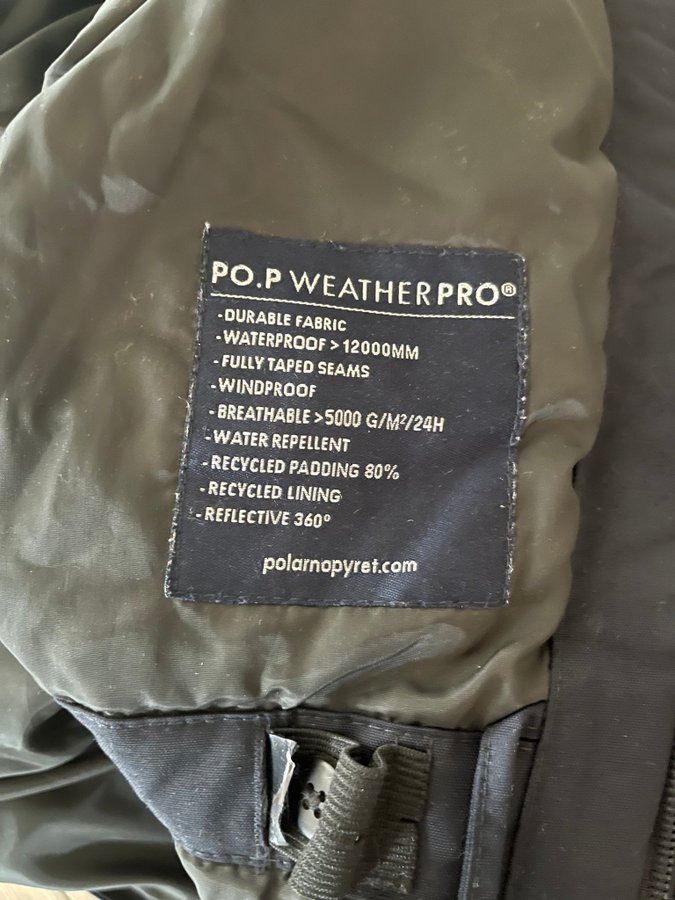 PO.P WEATHERPRO®
-DURABLE FABRIC
-WATERPROOF > 12000MM
-FULLY TAPED SEAMS
-WINDPROOF
-BREATHABLE >5000 G/M²/24H
-WATER REPELLENT
-RECYCLED PADDING 80%
-RECYCLED LINING
-REFLECTIVE 360°
polarnopyret.com